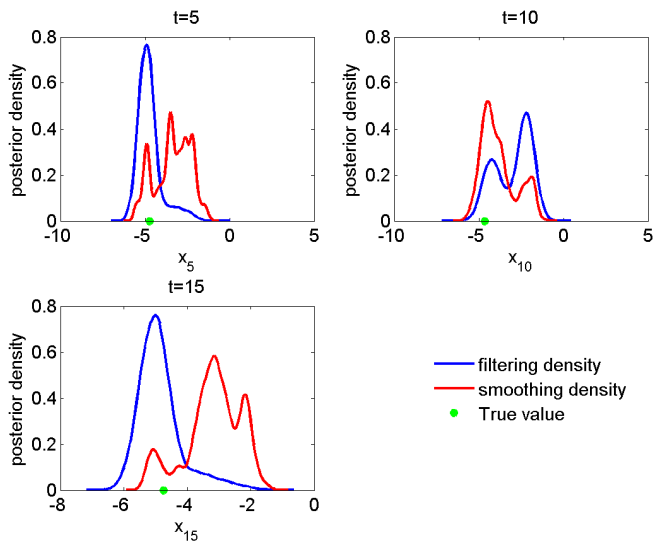 t=5
0.8
0.6
0.4
0.2
0
posterior density
-10 -5 0 5
x5
t=10
0.8
0.6
0.4
0.2
0
posterior density
-10 -5 0 5
x10
t=15
0.8
0.6
0.4
0.2
0
posterior density
-8 -6 -4 -2 0
x15
filtering density
smoothing density
True value